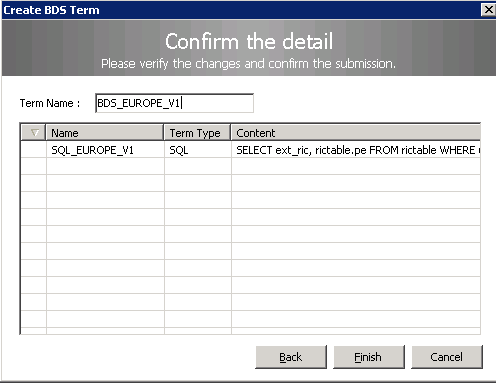 Create BDS Term
Confirm the detail
Please verify the changes and confirm the submission.
Term Name : BDS_EUROPE_V1
Name Term Type Content
SQL_EUROPE_V1 SQL SELECT ext_ric, rictable.pe FROM rictable WHERE
Back Finish Cancel